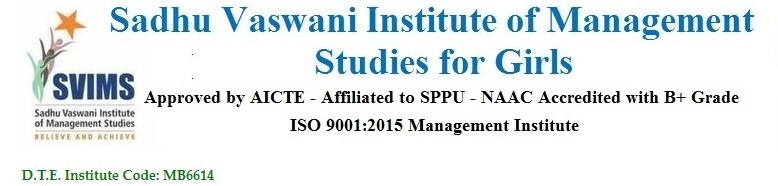 Sadhu Vaswani Institute of Management
Studies for Girls
SVIMS
Sadhu Vaswani Institute
of Management Studies
BELIEVE AND ACHIEVE
Approved by AICTE - Affiliated to SPPU - NAAC Accredited with B+ Grade
ISO 9001:2015 Management Institute
D.T.E. Institute Code: MB6614